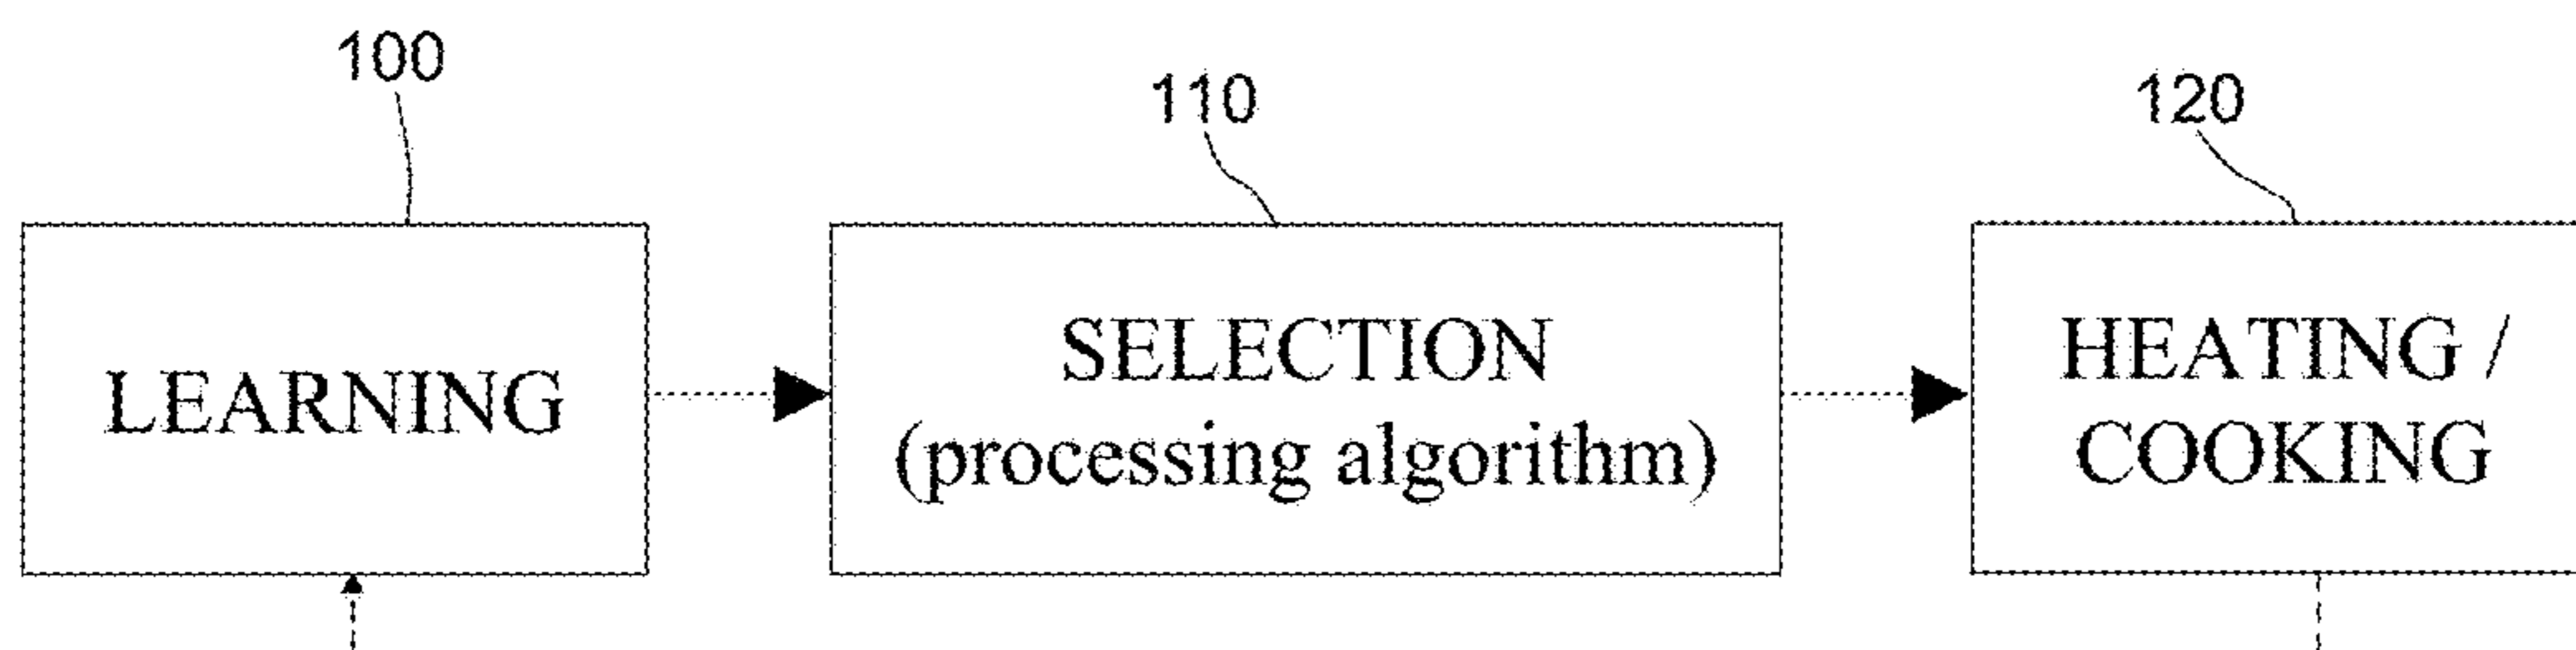 100
110
120
LEARNING
SELECTION
(processing algorithm)
HEATING /
COOKING